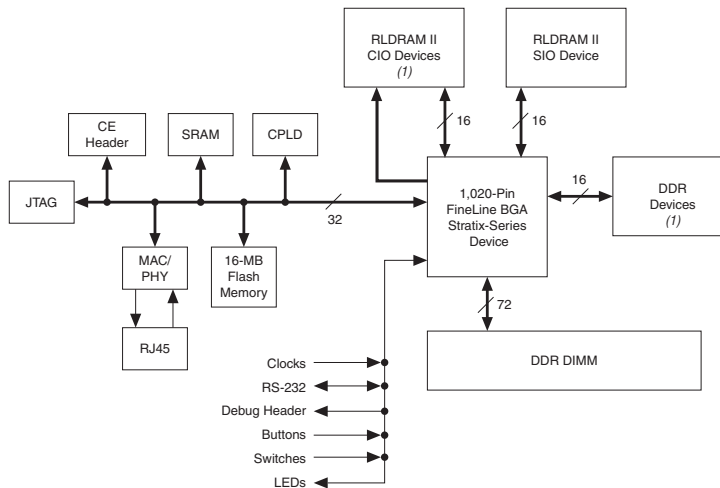 RLDRAM II
CIO Devices
(1)
RLDRAM II
SIO Device
16
16
CE
Header
SRAM
CPLD
JTAG
32
1,020-Pin
FineLine BGA
Stratix-Series
Device
16
DDR
Devices
(1)
MAC/
PHY
16-MB
Flash
Memory
RJ45
72
DDR DIMM
Clocks
RS-232
Debug Header
Buttons
Switches
LEDs